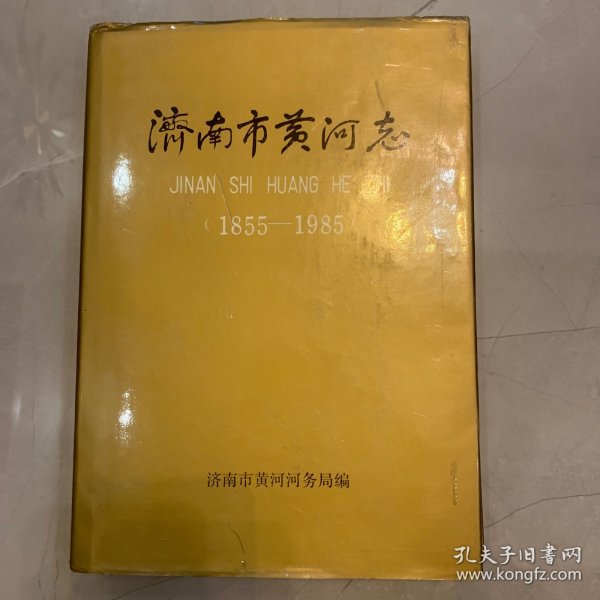 濟南市黄河志
JINAN SHI HUANG HE
(1855—1985
济南市黄河河务局编
孔夫子旧书网
www.kongfz.com